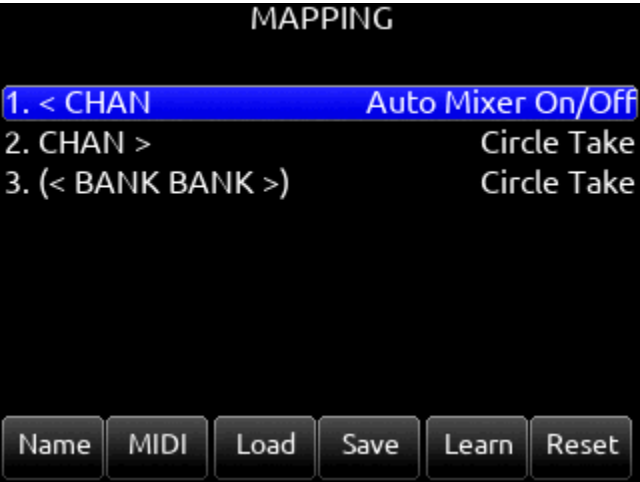 MAPPING
1. < CHAN Auto Mixer On/Off
2. CHAN > Circle Take
3. (< BANK BANK >) Circle Take
Name MIDI Load Save Learn Reset